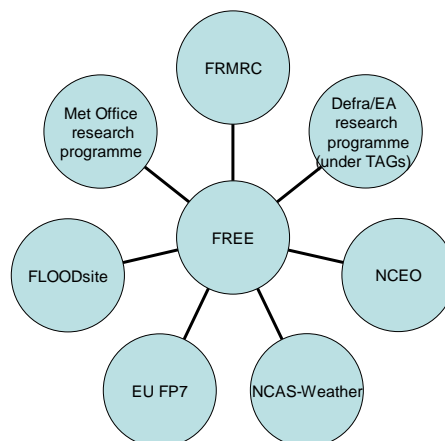 FRMRC
Met Office
research
programme
Defra/EA
research
programme
(under TAGs)
FREE
FLOODsite
NCEO
EU FP7
NCAS-Weather